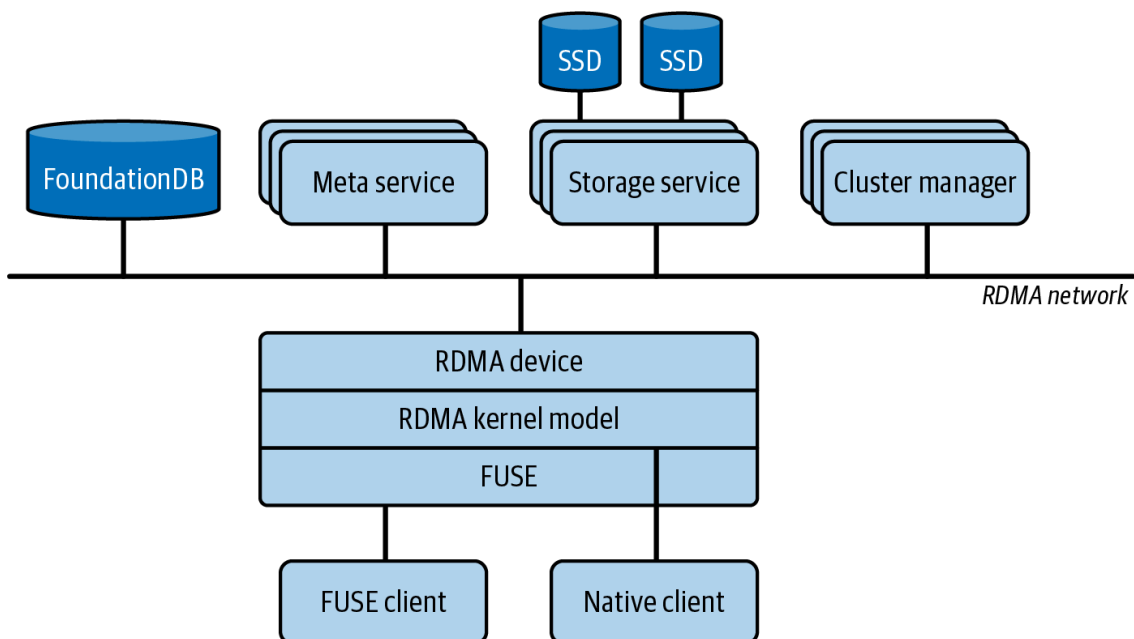 SSD
SSD
FoundationDB
Meta service
Storage service
Cluster manager
RDMA network
RDMA device
RDMA kernel model
FUSE
FUSE client
Native client